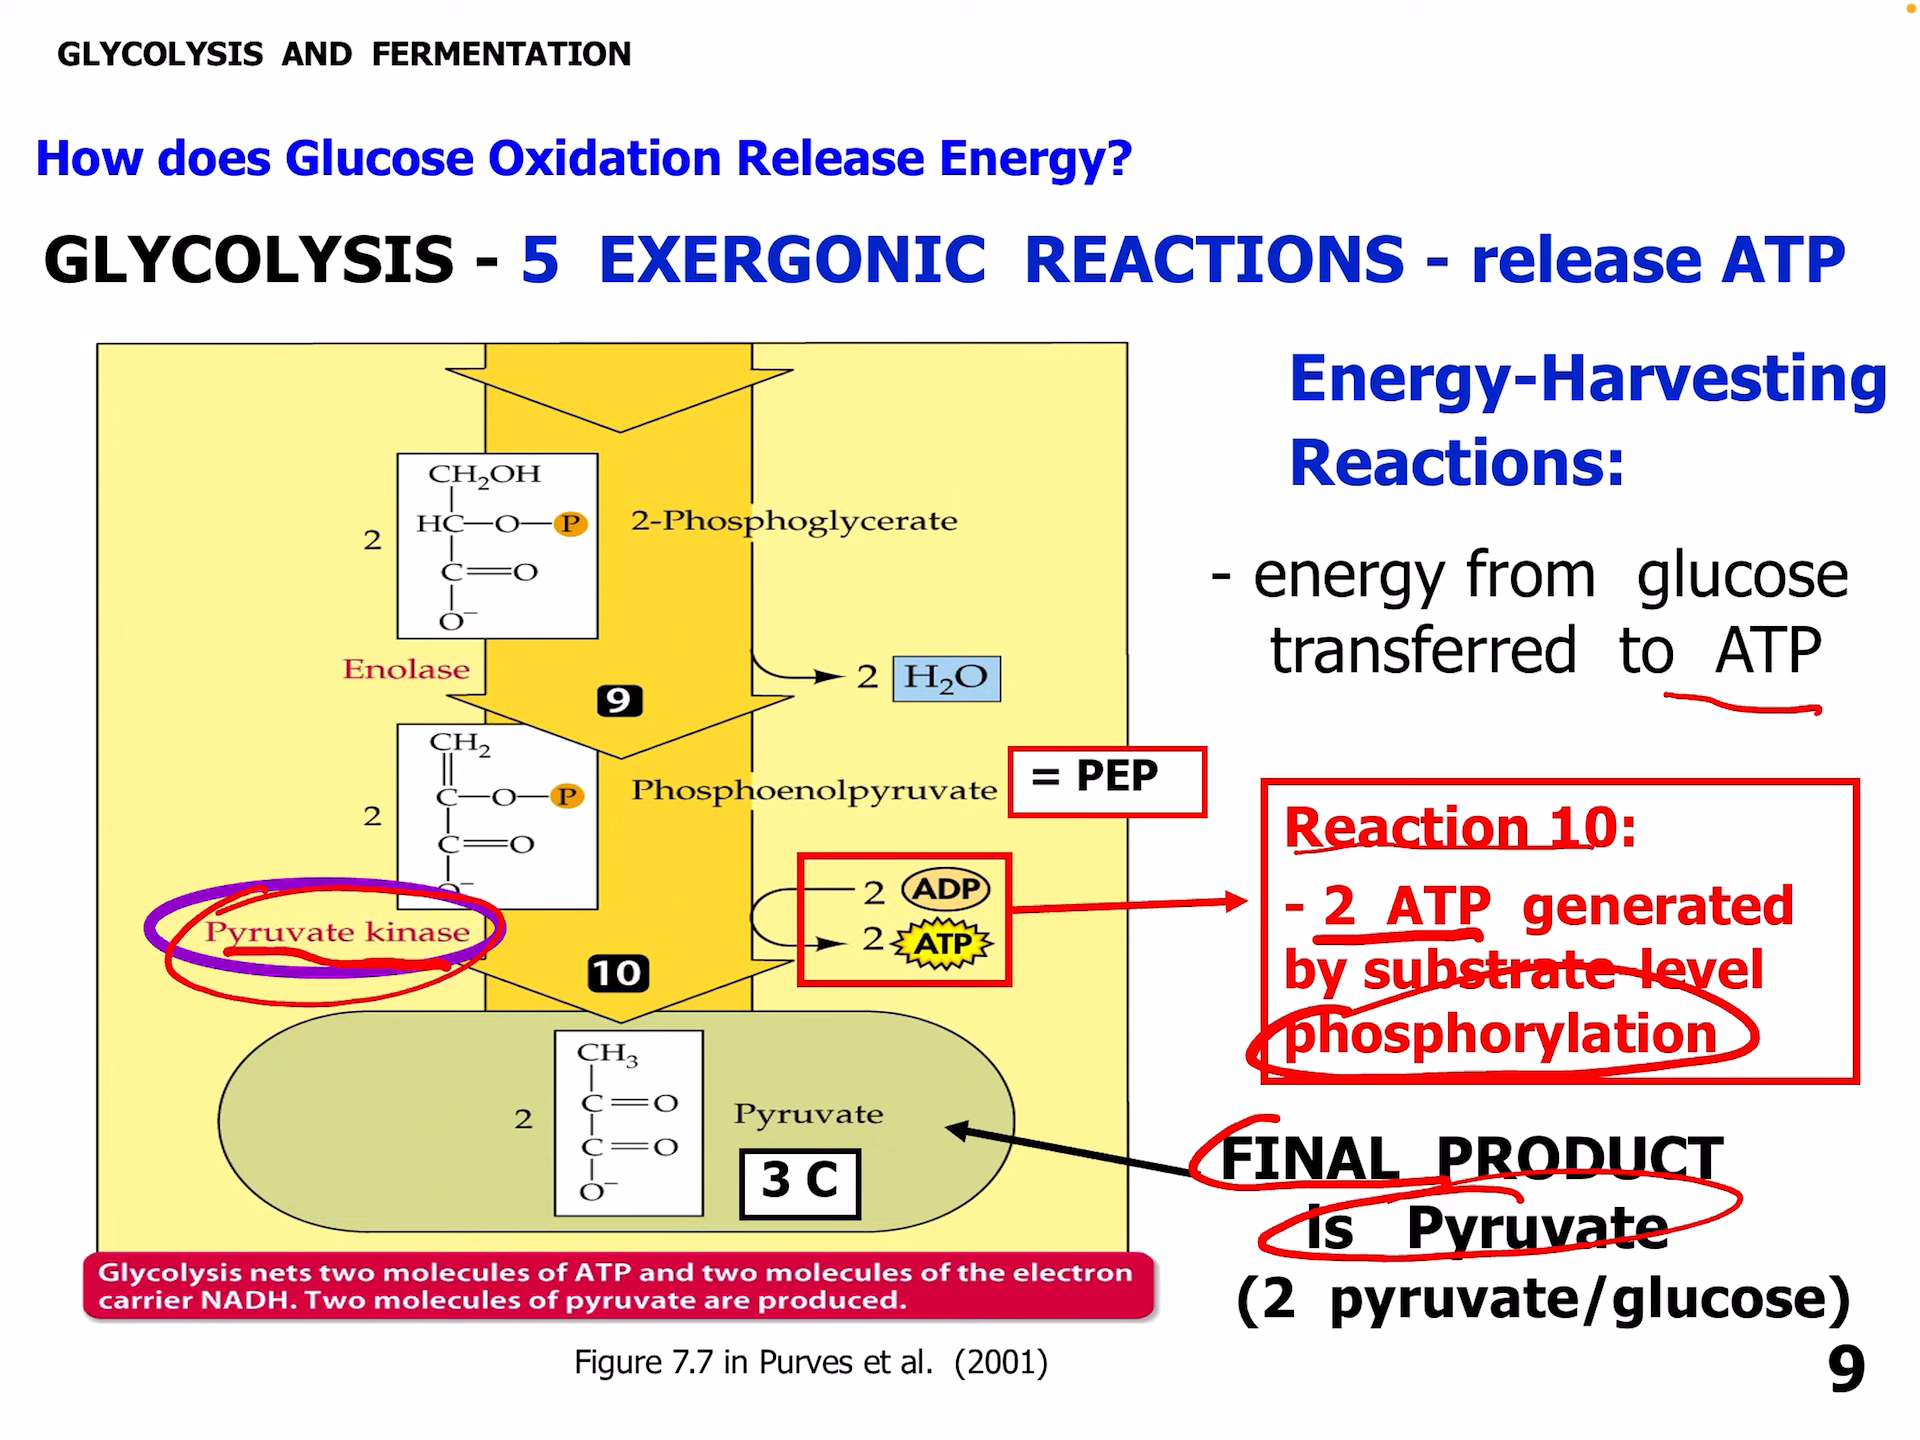 GLYCOLYSIS AND FERMENTATION
How does Glucose Oxidation Release Energy?
GLYCOLYSIS - 5 EXERGONIC REACTIONS - release ATP
Energy-Harvesting
Reactions:
- energy from glucose
transferred to ATP
CH₂OH
HC—O—P
C=O
O⁻
2
2-Phosphoglycerate
Enolase
9
2 H₂O
CH₂
C—O—P
C=O
O⁻
2
Phosphoenolpyruvate
= PEP
Pyruvate kinase
10
2 ADP
2 ATP
Reaction 10:
- 2 ATP generated
by substrate-level
phosphorylation
2
CH₃
C=O
C=O
O⁻
Pyruvate
3 C
FINAL PRODUCT
is Pyruvate
(2 pyruvate/glucose)
Glycolysis nets two molecules of ATP and two molecules of the electron
carrier NADH. Two molecules of pyruvate are produced.
Figure 7.7 in Purves et al. (2001)
9